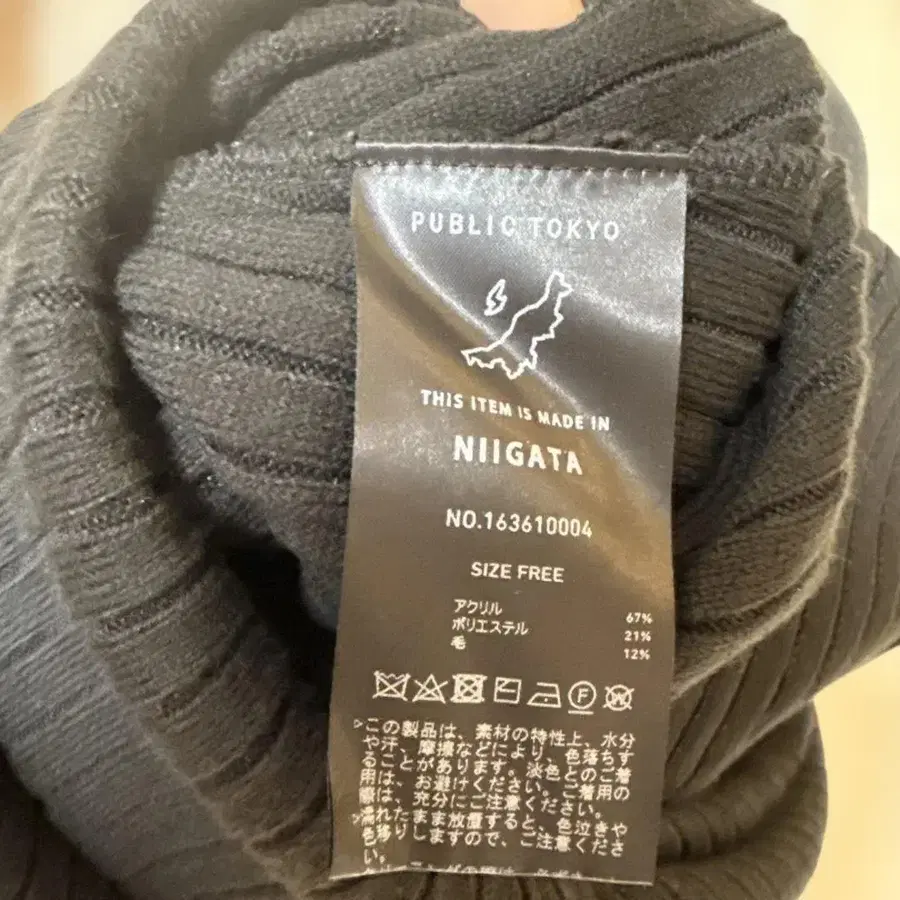 PUBLIC TOKYO
THIS ITEM IS MADE IN
NIIGATA
NO.163610004
SIZE FREE
アクリル 67%
ポリエステル 21%
毛 12%
F
W
▷この製品は、素材の特性上、水分
や汗、摩擦などにより、色落ちす
ることがあります。淡色とのご着
用は、お避けください。ご着用の
際は、充分にご注意ください。
▷濡れたまま放置すると、色泣きや
色移りしますので、ご注意くださ
い。